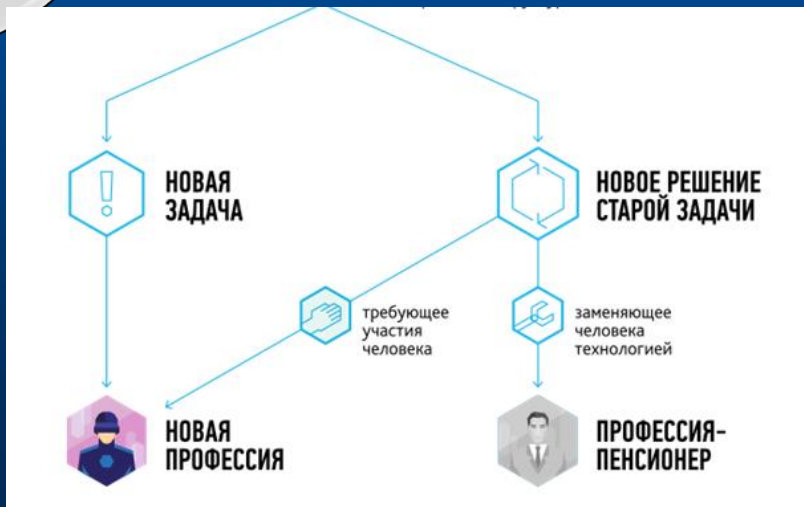 НОВАЯ
ЗАДАЧА
НОВОЕ РЕШЕНИЕ
СТАРОЙ ЗАДАЧИ
требующее
участия
человека
заменяющее
человека
технологией
НОВАЯ
ПРОФЕССИЯ
ПРОФЕССИЯ-
ПЕНСИОНЕР